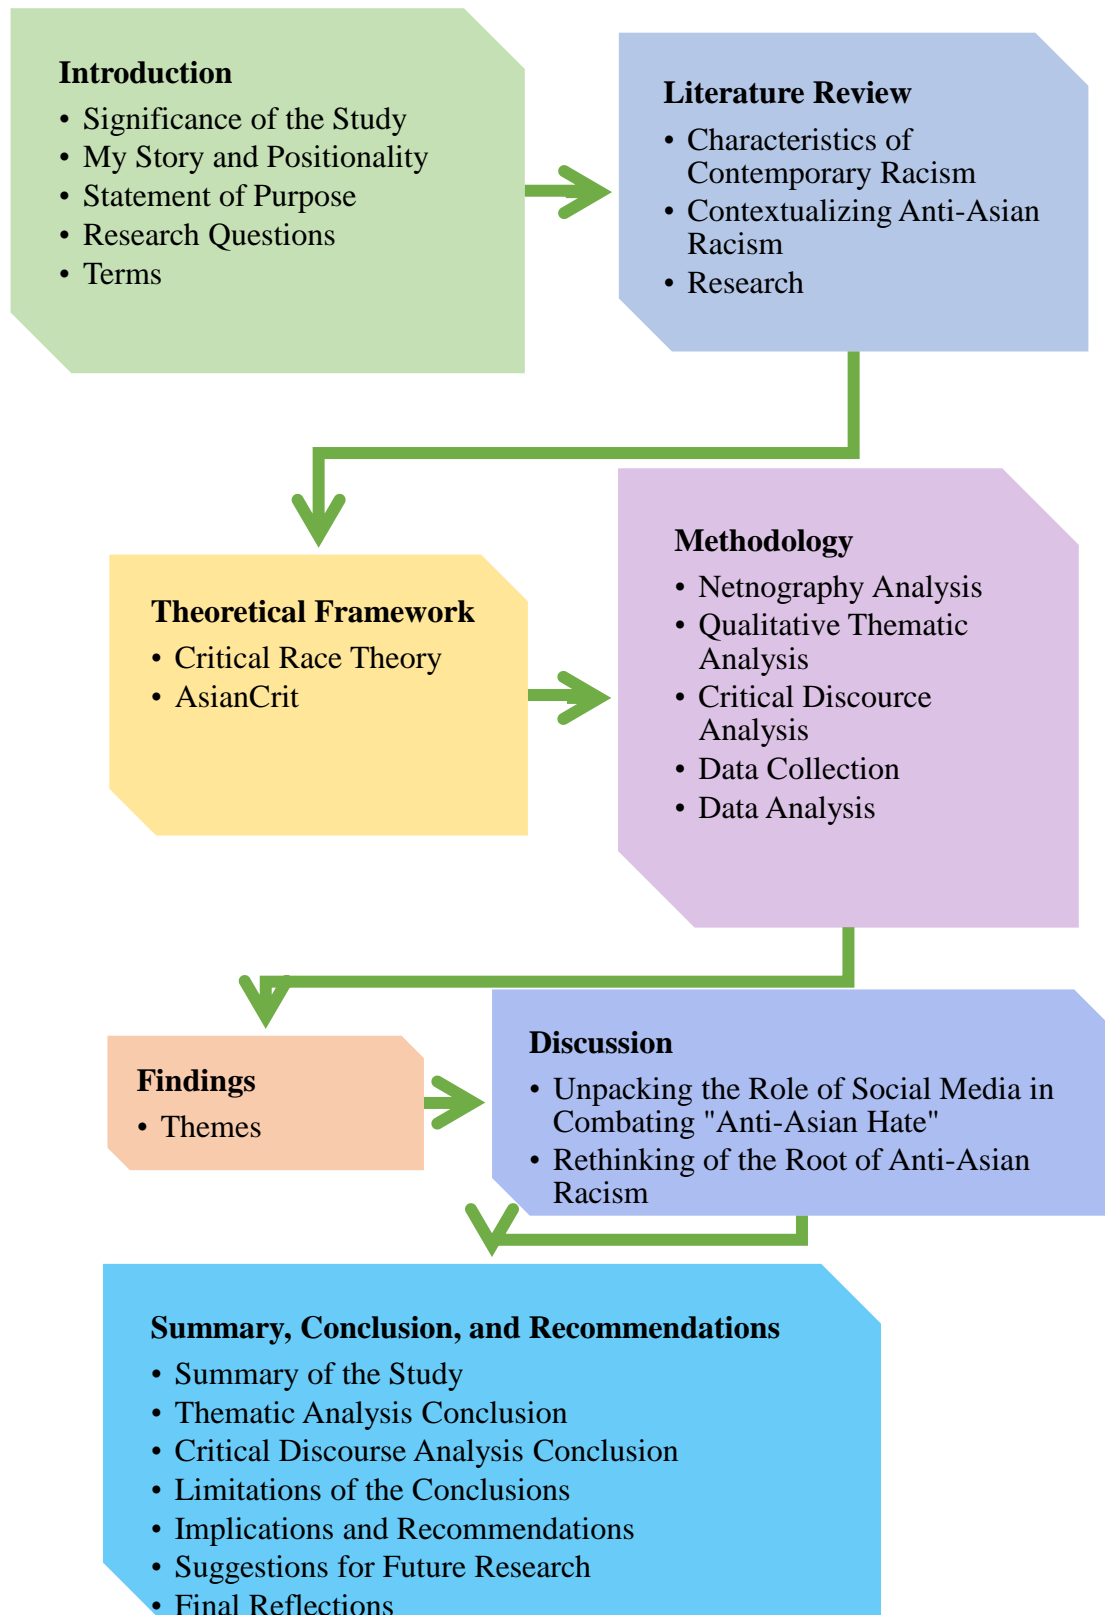 Introduction
• Significance of the Study
• My Story and Positionality
• Statement of Purpose
• Research Questions
• Terms
Literature Review
• Characteristics of
Contemporary Racism
• Contextualizing Anti-Asian
Racism
• Research
Theoretical Framework
• Critical Race Theory
• AsianCrit
Methodology
• Netnography Analysis
• Qualitative Thematic
Analysis
• Critical Discource
Analysis
• Data Collection
• Data Analysis
Findings
• Themes
Discussion
• Unpacking the Role of Social Media in
Combating "Anti-Asian Hate"
• Rethinking of the Root of Anti-Asian
Racism
Summary, Conclusion, and Recommendations
• Summary of the Study
• Thematic Analysis Conclusion
• Critical Discourse Analysis Conclusion
• Limitations of the Conclusions
• Implications and Recommendations
• Suggestions for Future Research
• Final Reflections